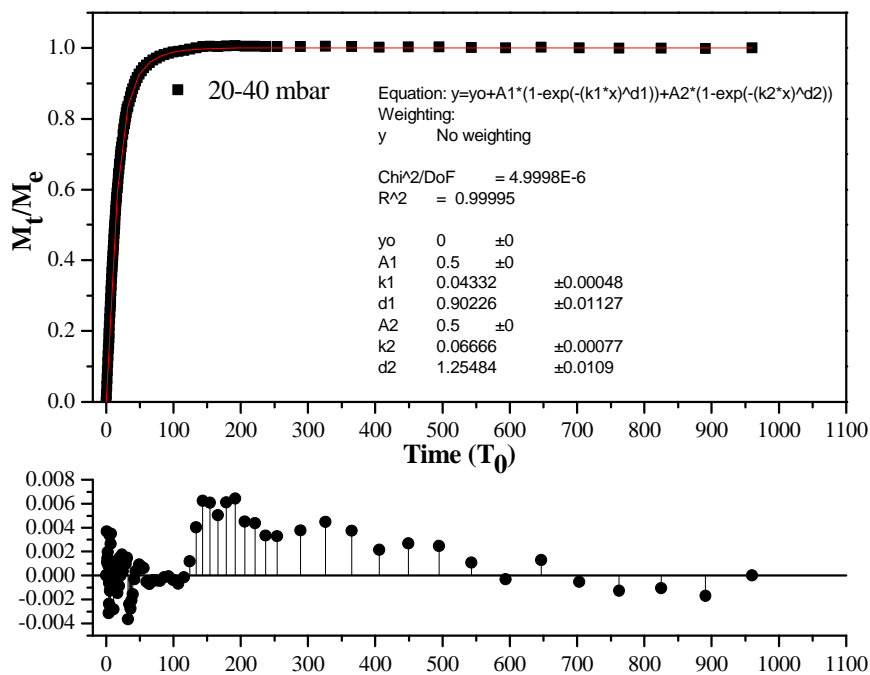 1.0
0.8
0.6
0.4
0.2
0.0
M_t/M_e
20-40 mbar
Equation: y=yo+A1*(1-exp(-(k1*x)^d1))+A2*(1-exp(-(k2*x)^d2))
Weighting:
y No weighting
Chi^2/DoF = 4.9998E-6
R^2 = 0.99995
yo 0 ±0
A1 0.5 ±0
k1 0.04332 ±0.00048
d1 0.90226 ±0.01127
A2 0.5 ±0
k2 0.06666 ±0.00077
d2 1.25484 ±0.0109
0 100 200 300 400 500 600 700 800 900 1000 1100
Time (T_0)
0.008
0.006
0.004
0.002
0.000
-0.002
-0.004
0 100 200 300 400 500 600 700 800 900 1000 1100